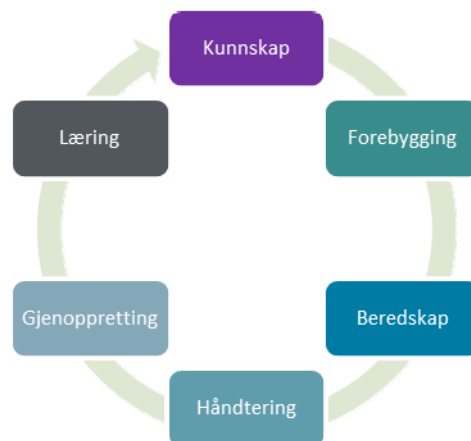 Kunnskap
Forebygging
Beredskap
Håndtering
Gjenoppretting
Læring